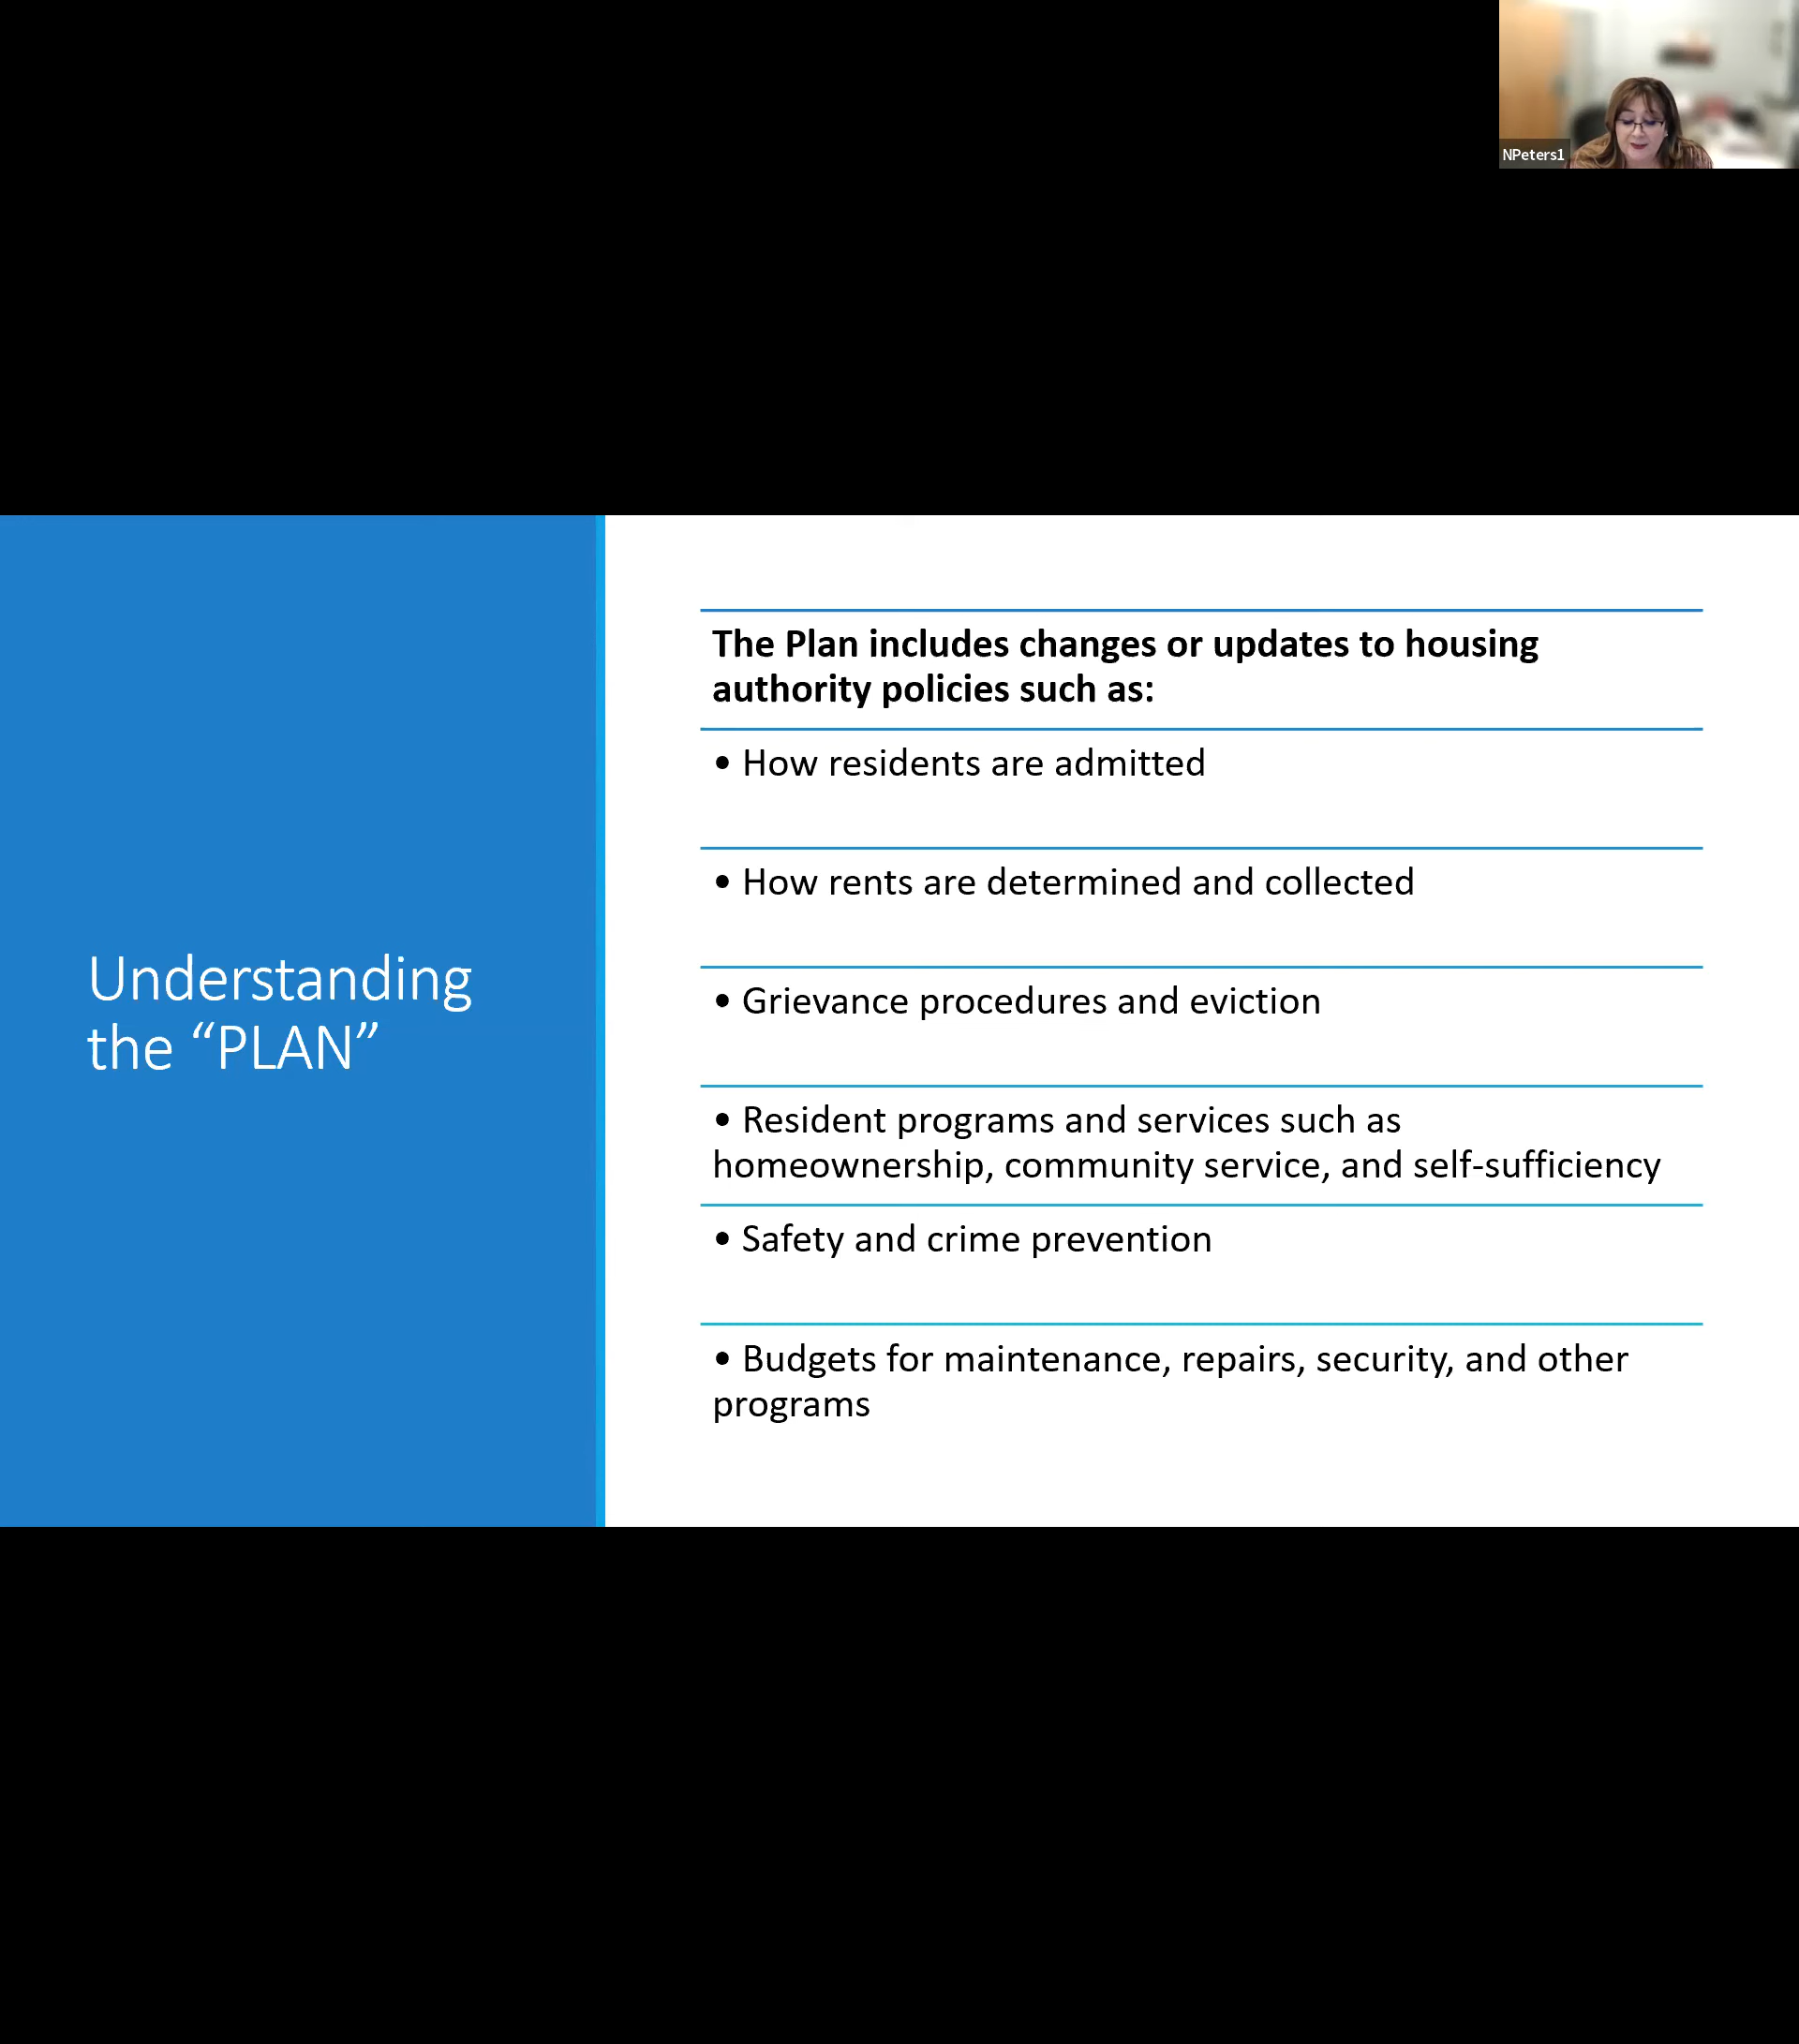 NPeters1
Understanding
the “PLAN”
The Plan includes changes or updates to housing
authority policies such as:
• How residents are admitted
• How rents are determined and collected
• Grievance procedures and eviction
• Resident programs and services such as
homeownership, community service, and self-sufficiency
• Safety and crime prevention
• Budgets for maintenance, repairs, security, and other
programs